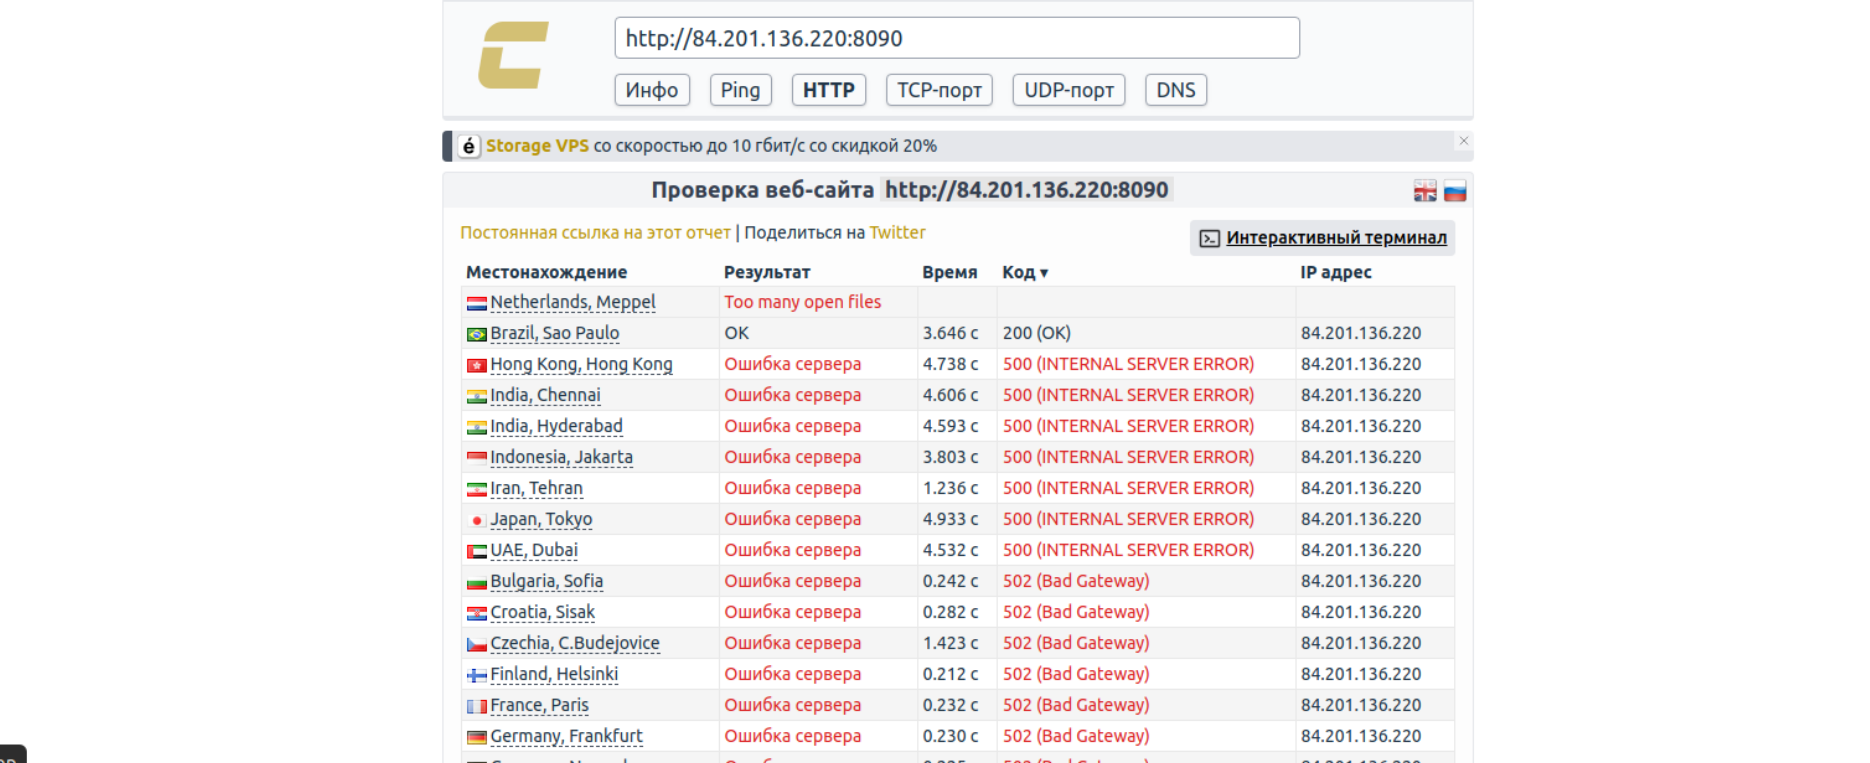 http://84.201.136.220:8090
Инфо Ping HTTP TCP-порт UDP-порт DNS
é Storage VPS со скоростью до 10 гбит/с со скидкой 20%
Проверка веб-сайта http://84.201.136.220:8090
Постоянная ссылка на этот отчет | Поделиться на Twitter
Интерактивный терминал
Местонахождение Результат Время Код ▾ IP адрес
Netherlands, Meppel Too many open files
Brazil, Sao Paulo OK 3.646 с 200 (OK) 84.201.136.220
Hong Kong, Hong Kong Ошибка сервера 4.738 с 500 (INTERNAL SERVER ERROR) 84.201.136.220
India, Chennai Ошибка сервера 4.606 с 500 (INTERNAL SERVER ERROR) 84.201.136.220
India, Hyderabad Ошибка сервера 4.593 с 500 (INTERNAL SERVER ERROR) 84.201.136.220
Indonesia, Jakarta Ошибка сервера 3.803 с 500 (INTERNAL SERVER ERROR) 84.201.136.220
Iran, Tehran Ошибка сервера 1.236 с 500 (INTERNAL SERVER ERROR) 84.201.136.220
Japan, Tokyo Ошибка сервера 4.933 с 500 (INTERNAL SERVER ERROR) 84.201.136.220
UAE, Dubai Ошибка сервера 4.532 с 500 (INTERNAL SERVER ERROR) 84.201.136.220
Bulgaria, Sofia Ошибка сервера 0.242 с 502 (Bad Gateway) 84.201.136.220
Croatia, Sisak Ошибка сервера 0.282 с 502 (Bad Gateway) 84.201.136.220
Czechia, C.Budejovice Ошибка сервера 1.423 с 502 (Bad Gateway) 84.201.136.220
Finland, Helsinki Ошибка сервера 0.212 с 502 (Bad Gateway) 84.201.136.220
France, Paris Ошибка сервера 0.232 с 502 (Bad Gateway) 84.201.136.220
Germany, Frankfurt Ошибка сервера 0.230 с 502 (Bad Gateway) 84.201.136.220